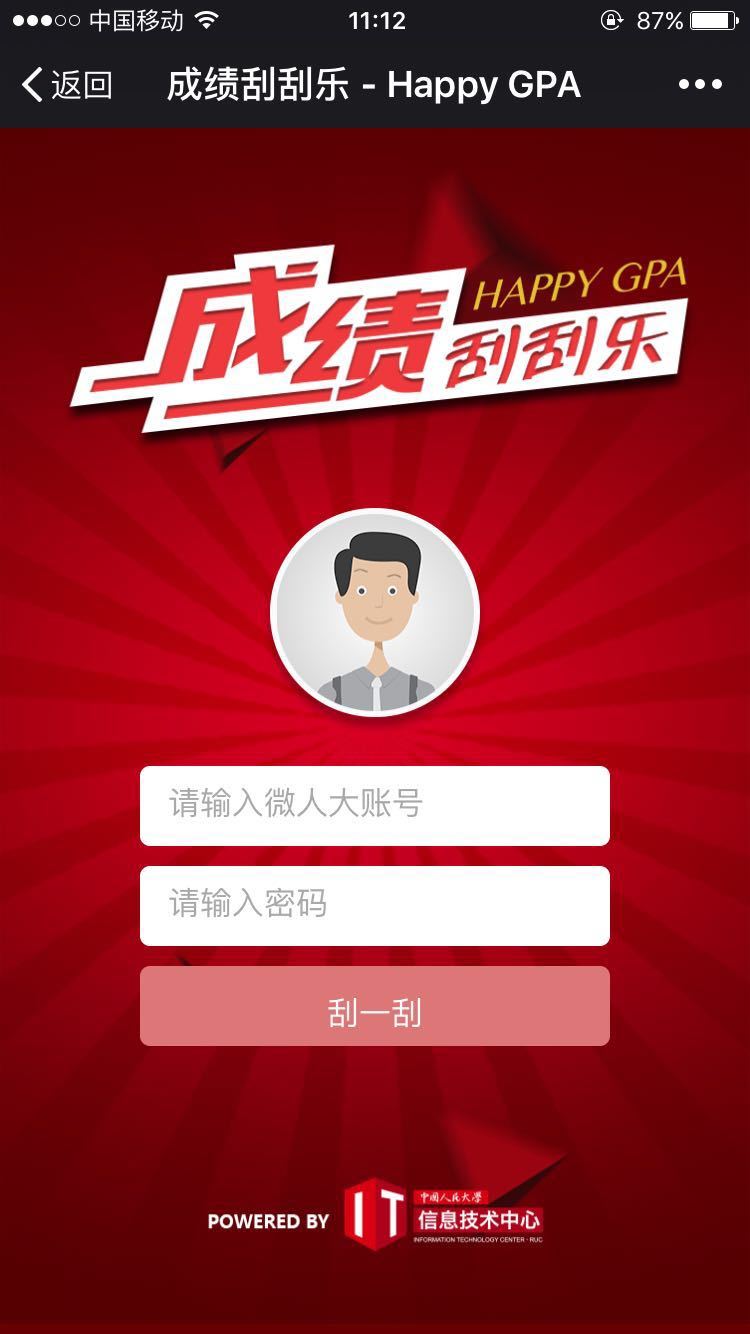 中国移动 11:12 87%
返回 成绩刮刮乐 - Happy GPA
HAPPY GPA
成绩刮刮乐
请输入微人大账号
请输入密码
刮一刮
中國人民大學
POWERED BY IT 信息技术中心
INFORMATION TECHNOLOGY CENTER · RUC